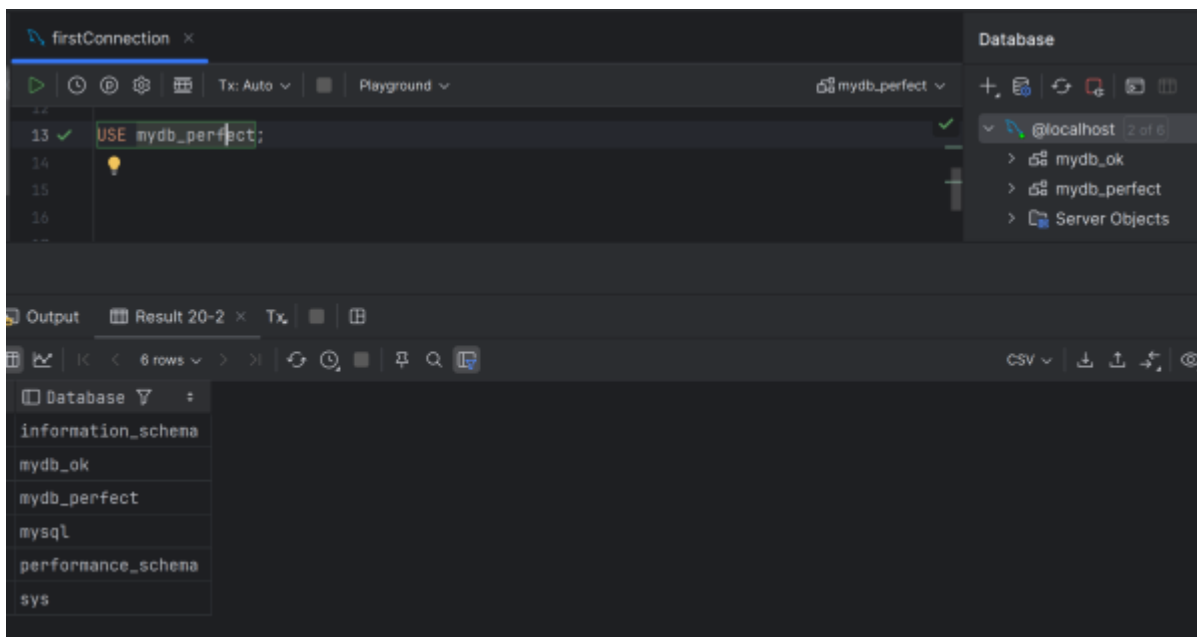 firstConnection
Database
Tx: Auto
Playground
mydb_perfect
12
13 USE mydb_perfect;
@localhost 2 of 6
14
mydb_ok
15
mydb_perfect
16
Server Objects
Output
Result 20-2
Tx
6 rows
CSV
Database
information_schema
mydb_ok
mydb_perfect
mysql
performance_schema
sys